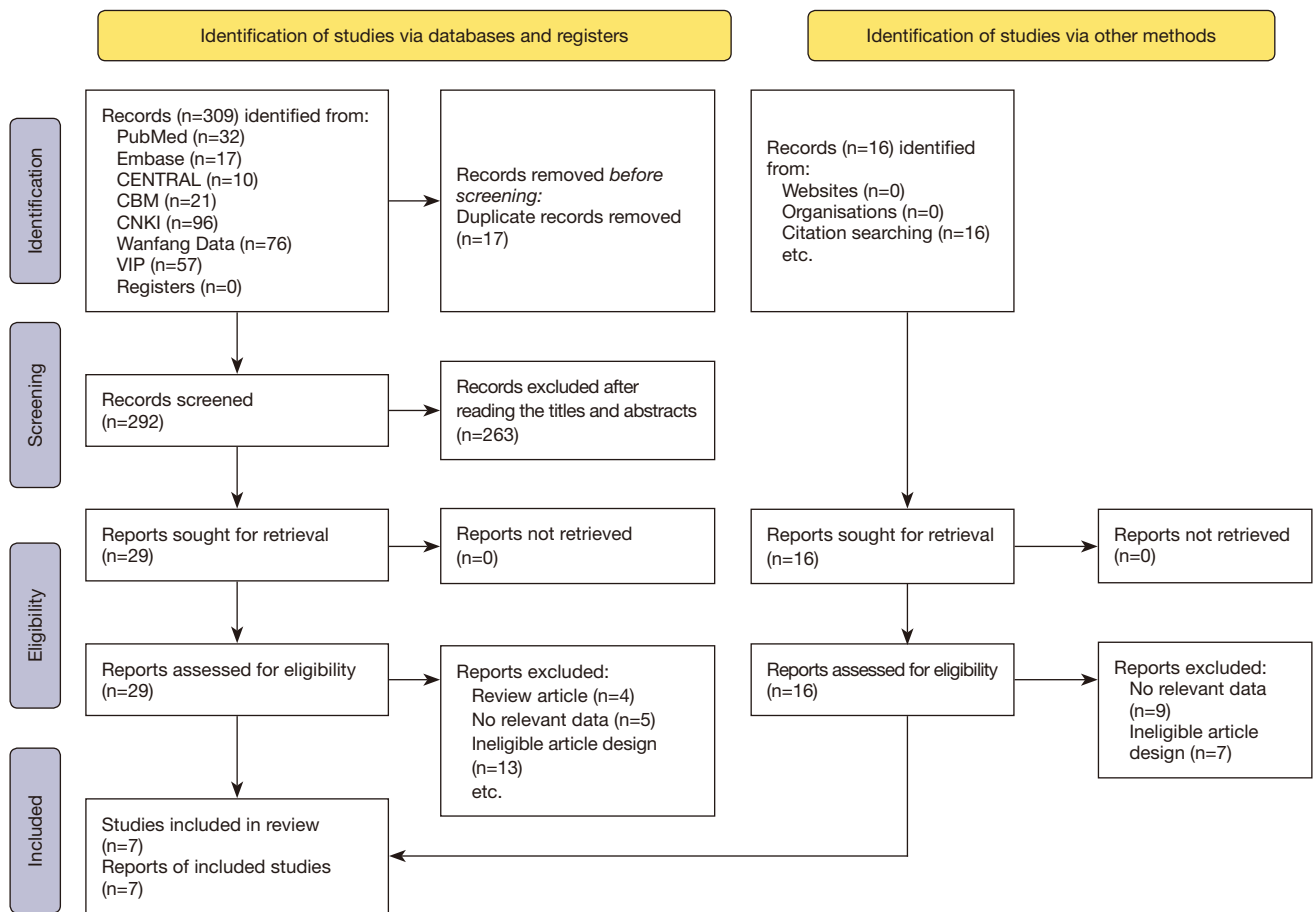 Identification of studies via databases and registers
Identification of studies via other methods
Identification
Records (n=309) identified from:
PubMed (n=32)
Embase (n=17)
CENTRAL (n=10)
CBM (n=21)
CNKI (n=96)
Wanfang Data (n=76)
VIP (n=57)
Registers (n=0)
Records removed before
screening:
Duplicate records removed
(n=17)
Records (n=16) identified
from:
Websites (n=0)
Organisations (n=0)
Citation searching (n=16)
etc.
Screening
Records screened
(n=292)
Records excluded after
reading the titles and abstracts
(n=263)
Eligibility
Reports sought for retrieval
(n=29)
Reports not retrieved
(n=0)
Reports sought for retrieval
(n=16)
Reports not retrieved
(n=0)
Reports assessed for eligibility
(n=29)
Reports excluded:
Review article (n=4)
No relevant data (n=5)
Ineligible article design
(n=13)
etc.
Reports assessed for eligibility
(n=16)
Reports excluded:
No relevant data
(n=9)
Ineligible article
design (n=7)
Included
Studies included in review
(n=7)
Reports of included studies
(n=7)